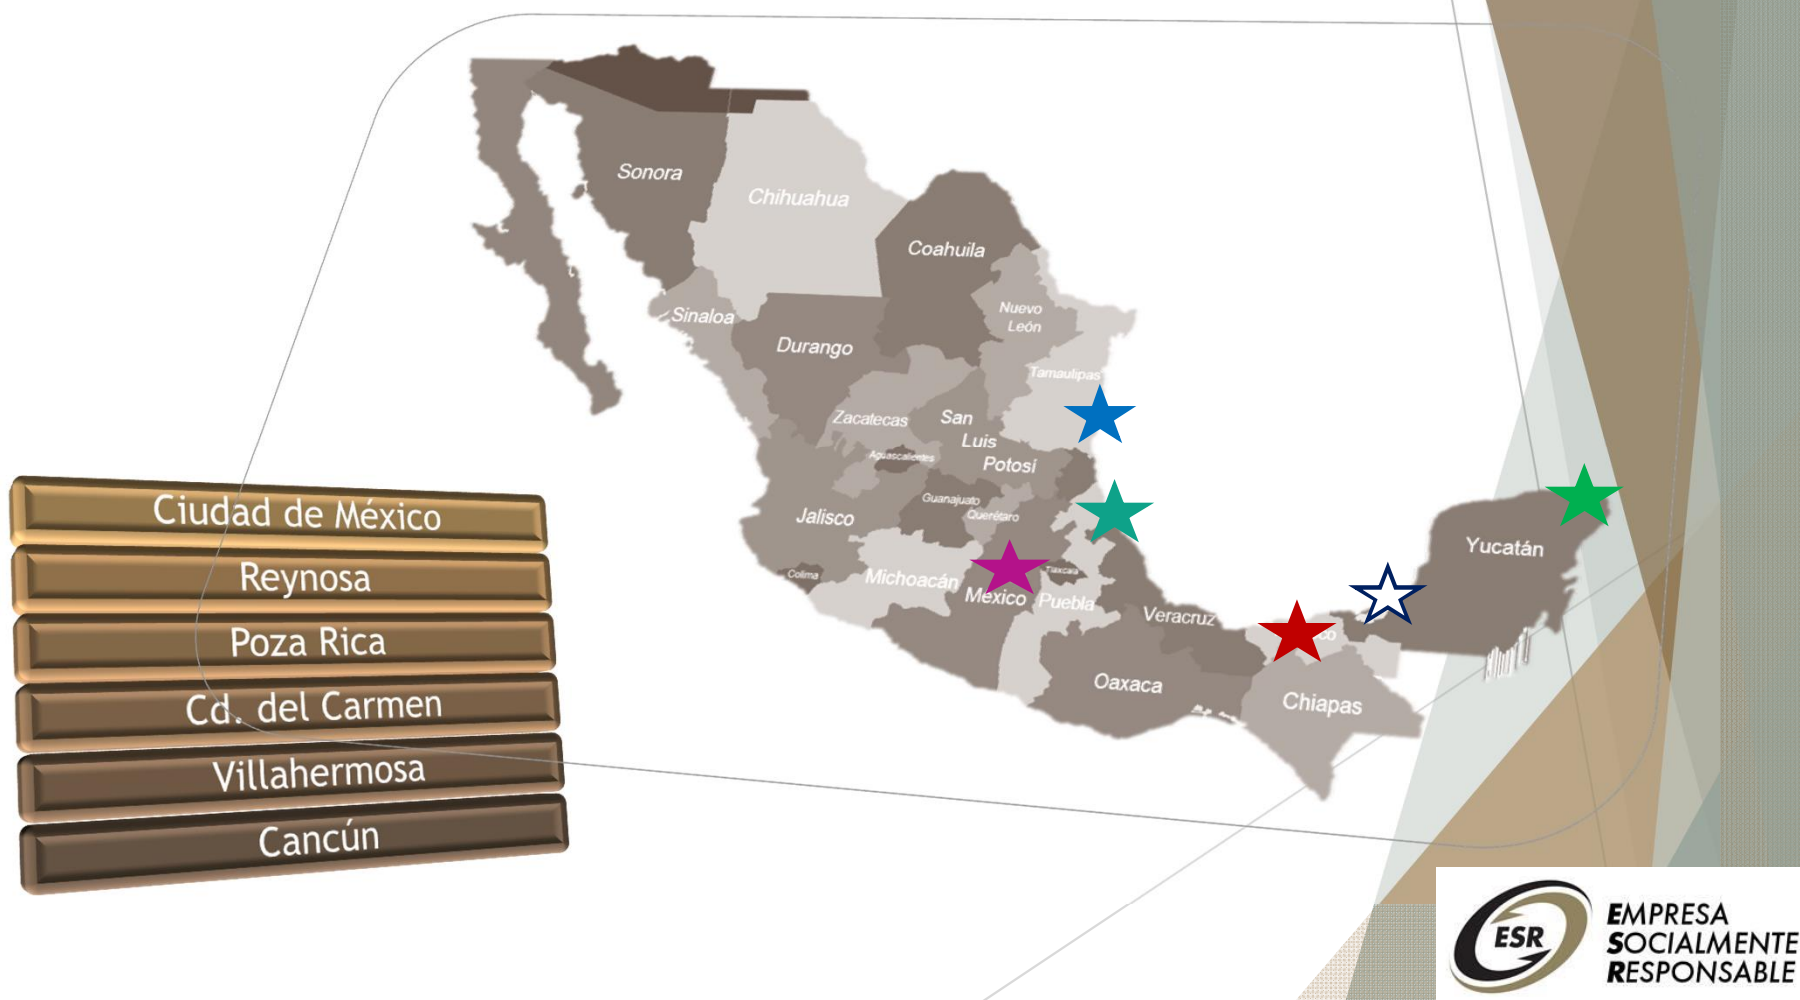 Sonora
Chihuahua
Coahuila
Nuevo
León
Sinaloa
Durango
Tamaulipas
Zacatecas
San
Luis
Potosí
Aguascalientes
Guanajuato
Querétaro
Jalisco
Colima
Michoacán
México
Tlaxcala
Puebla
Veracruz
Yucatán
Oaxaca
Chiapas
Ciudad de México
Reynosa
Poza Rica
Cd. del Carmen
Villahermosa
Cancún
ESR
EMPRESA
SOCIALMENTE
RESPONSABLE